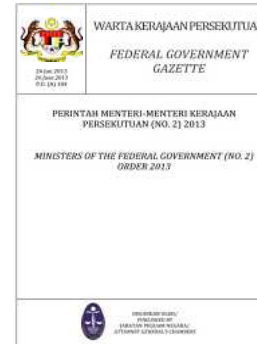 WARTA KERAJAAN PERSEKUTUA
FEDERAL GOVERNMENT
GAZETTE
26 Jun 2013
26 June 2013
P.U. (A) 184
PERINTAH MENTERI-MENTERI KERAJAAN
PERSEKUTUAN (NO. 2) 2013
MINISTERS OF THE FEDERAL GOVERNMENT (NO. 2)
ORDER 2013
DISIARKAN OLEH/
PUBLISHED BY
JABATAN PEGUAM NEGARA/
ATTORNEY GENERAL'S CHAMBERS